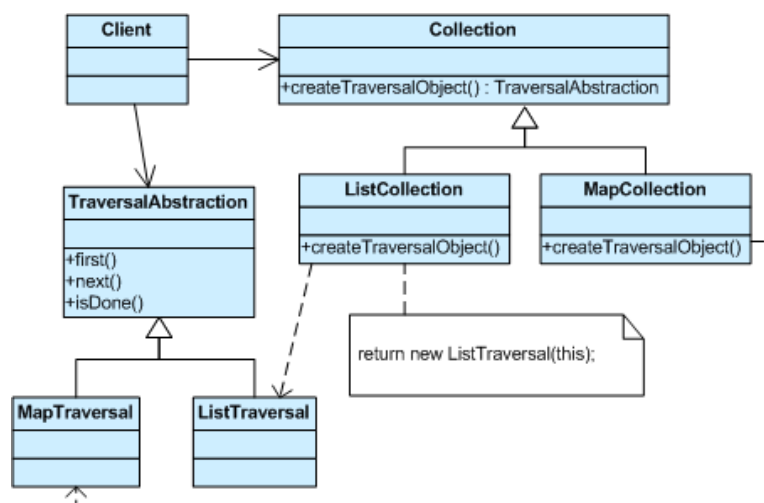 Client
Collection
+createTraversalObject() : TraversalAbstraction
TraversalAbstraction
+first()
+next()
+isDone()
ListCollection
+createTraversalObject()
MapCollection
+createTraversalObject()
return new ListTraversal(this);
MapTraversal
ListTraversal